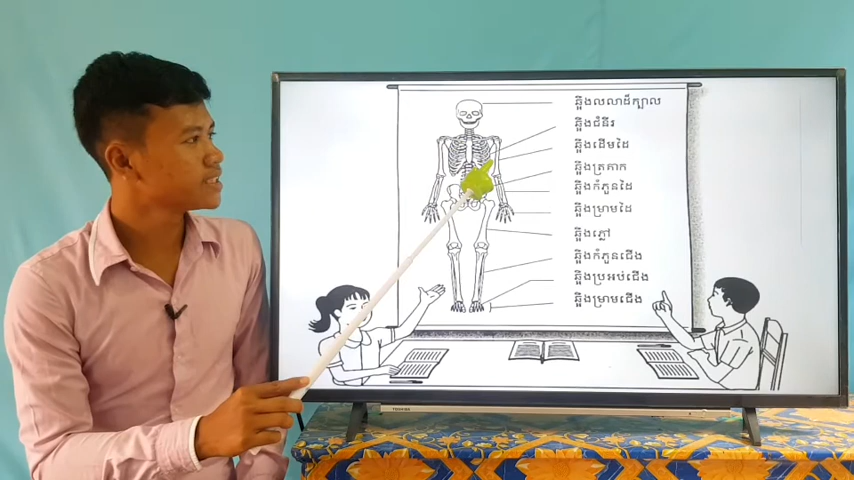 ឆ្អឹងលលាដ៏ក្បាល
ឆ្អឹងជំនីរ
ឆ្អឹងដើមដៃ
ឆ្អឹងត្រគាក
ឆ្អឹងកំភួនដៃ
ឆ្អឹងម្រាមដៃ
ឆ្អឹងភ្លៅ
ឆ្អឹងកំភួនជើង
ឆ្អឹងប្រអប់ជើង
ឆ្អឹងម្រាមជើង
TOSHIBA